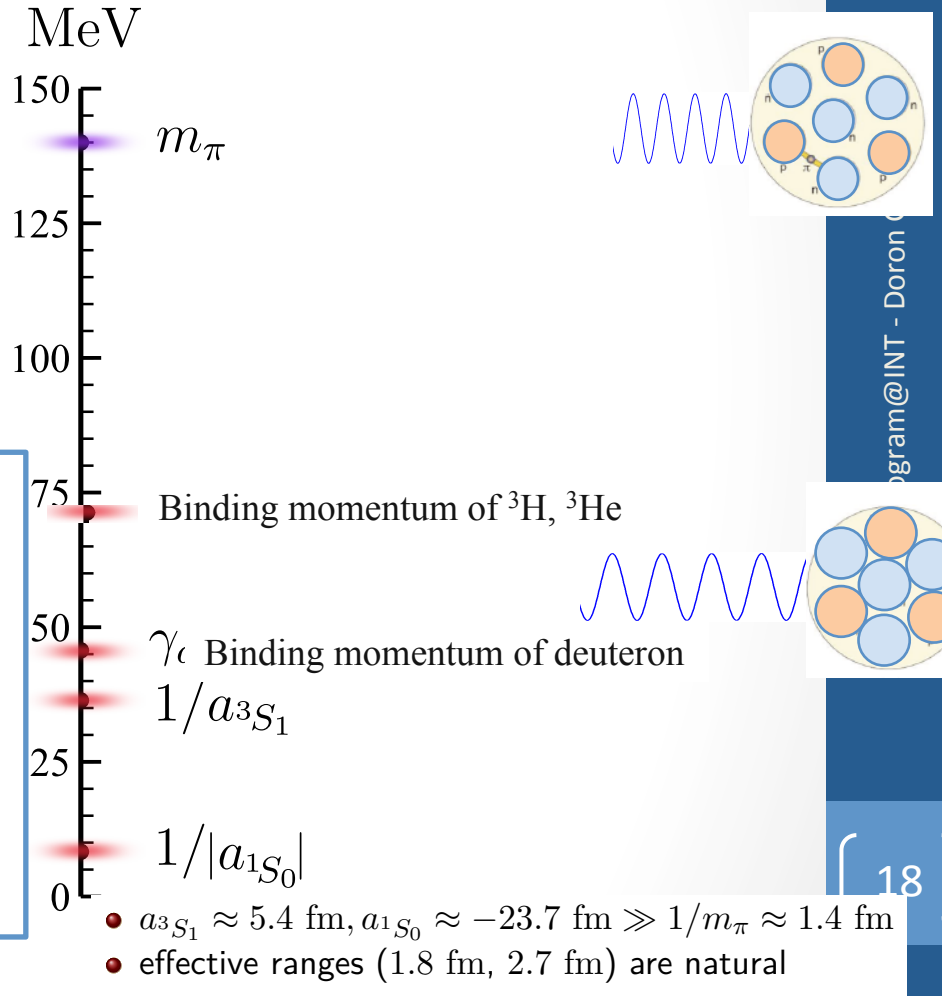 MeV
150
m_π
125
100
75
Binding momentum of ³H, ³He
50
γ Binding momentum of deuteron
1/a_{³S₁}
25
1/|a_{¹S₀}|
0
a_{³S₁} ≈ 5.4 fm, a_{¹S₀} ≈ −23.7 fm ≫ 1/m_π ≈ 1.4 fm
effective ranges (1.8 fm, 2.7 fm) are natural
p
n
n
n
p
π
p
n
ogram@INT - Doron
18